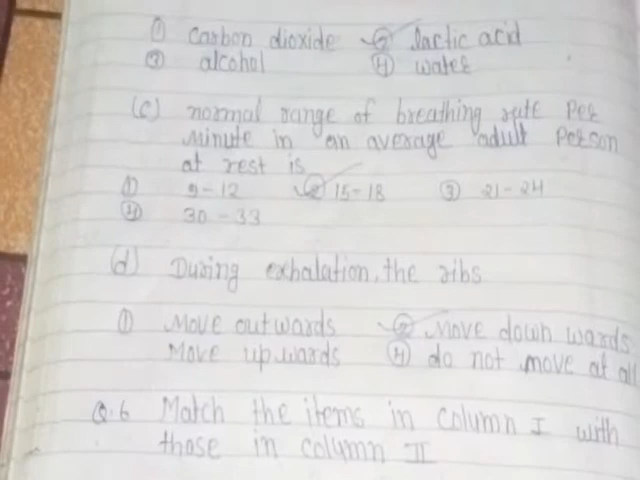 ① carbon dioxide ② lactic acid
③ alcohol ④ water
(c) normal range of breathing rate per
minute in an average adult person
at rest is
① 9-12 ② 15-18 ③ 21-24
④ 30-33
(d) During exhalation, the ribs
① Move outwards ② Move down wards
Move upwards ④ do not move at all
Q.6 Match the items in column I with
those in column II